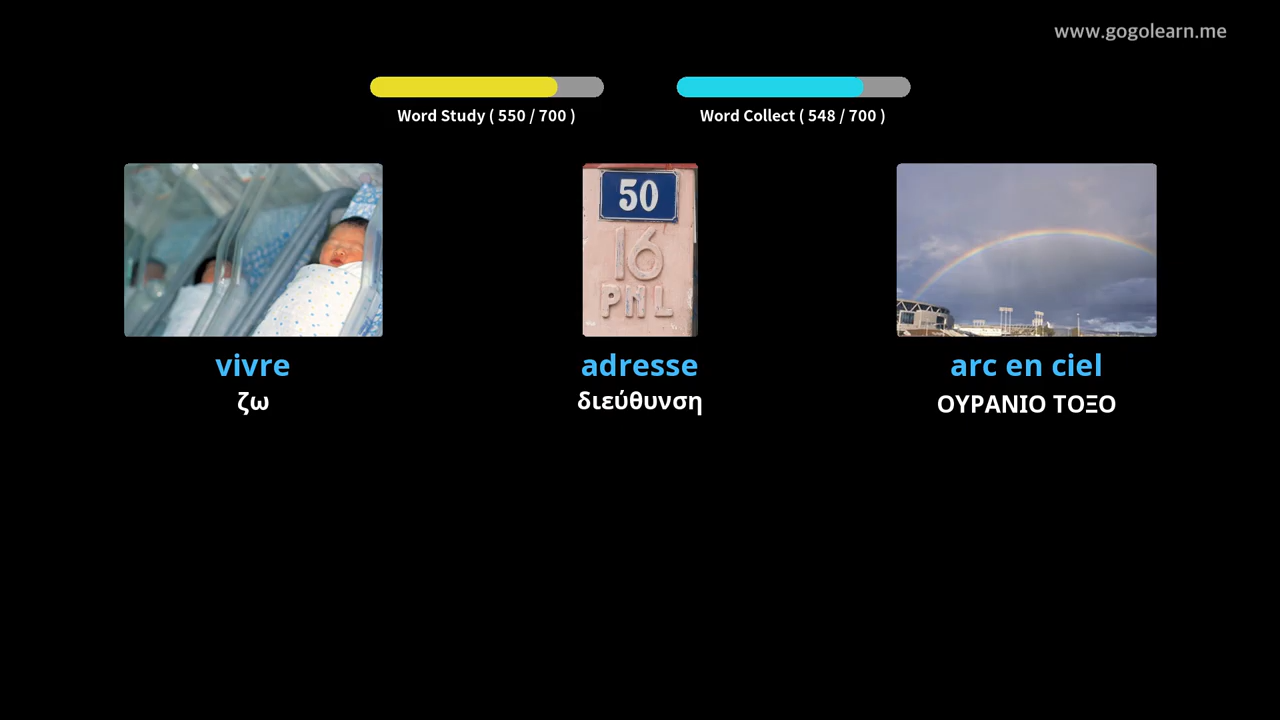 www.gogolearn.me
Word Study ( 550 / 700 )
Word Collect ( 548 / 700 )
50
16
PNL
vivre
adresse
arc en ciel
ζω
διεύθυνση
ΟΥΡΑΝΙΟ ΤΟΞΟ